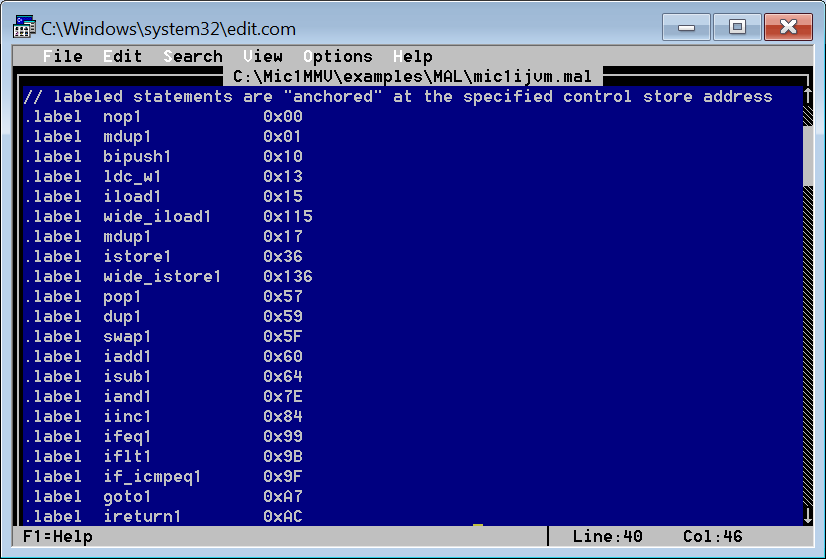 C:\Windows\system32\edit.com
File Edit Search View Options Help
C:\Mic1MMV\examples\MAL\mic1ijvm.mal
// labeled statements are "anchored" at the specified control store address
.label nop1 0x00
.label mdup1 0x01
.label bipush1 0x10
.label ldc_w1 0x13
.label iload1 0x15
.label wide_iload1 0x115
.label mdup1 0x17
.label istore1 0x36
.label wide_istore1 0x136
.label pop1 0x57
.label dup1 0x59
.label swap1 0x5F
.label iadd1 0x60
.label isub1 0x64
.label iand1 0x7E
.label iinc1 0x84
.label ifeq1 0x99
.label iflt1 0x9B
.label if_icmpeq1 0x9F
.label goto1 0xA7
.label ireturn1 0xAC
F1=Help Line:40 Col:46